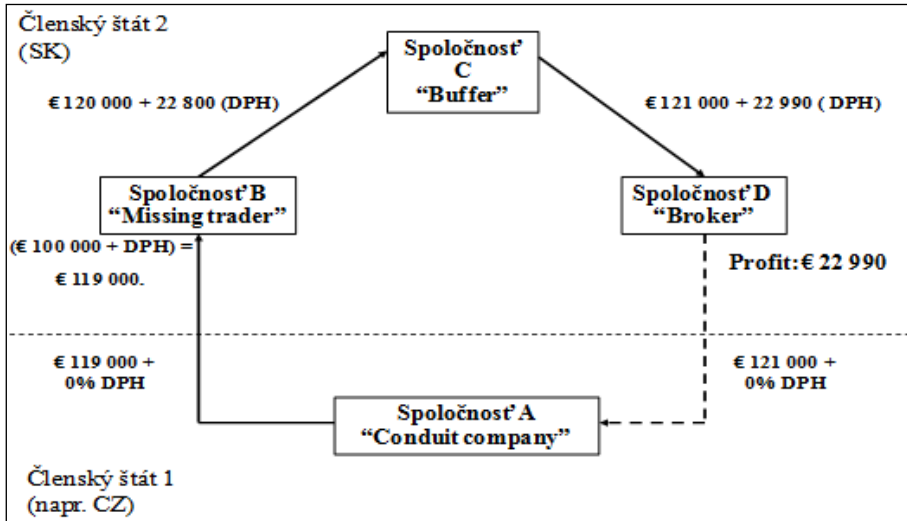 Členský štát 2
(SK)
Spoločnosť
C
“Buffer”
€ 120 000 + 22 800 (DPH)
€ 121 000 + 22 990 ( DPH)
Spoločnosť B
“Missing trader”
Spoločnosť D
“Broker”
(€ 100 000 + DPH) =
€ 119 000.
Profit: € 22 990
€ 119 000 +
0% DPH
€ 121 000 +
0% DPH
Spoločnosť A
“Conduit company”
Členský štát 1
(napr. CZ)